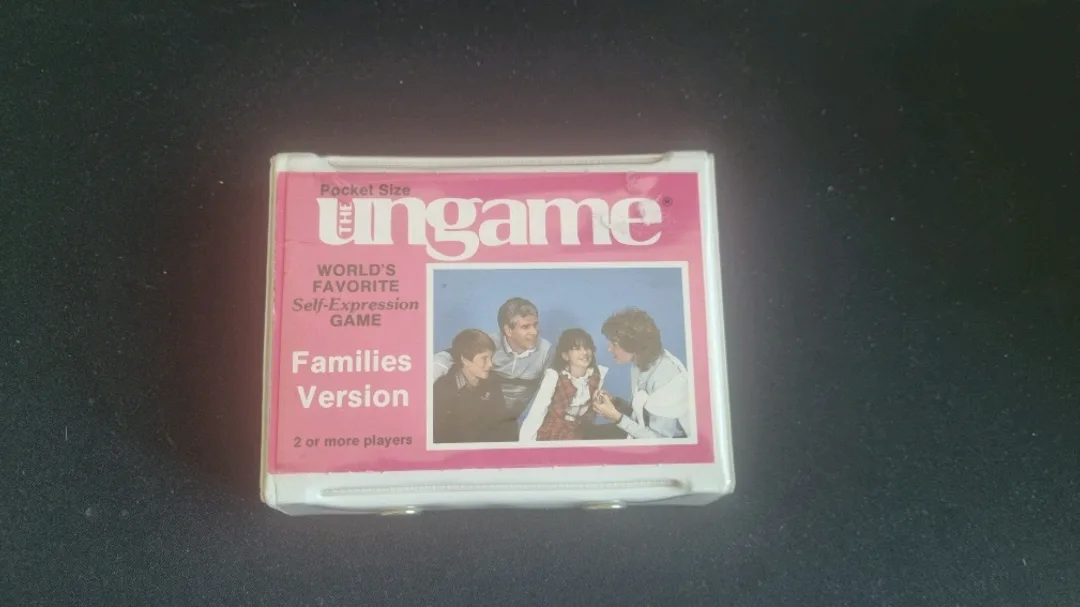 Pocket Size
THE ungame®
WORLD'S
FAVORITE
Self-Expression
GAME
Families
Version
2 or more players